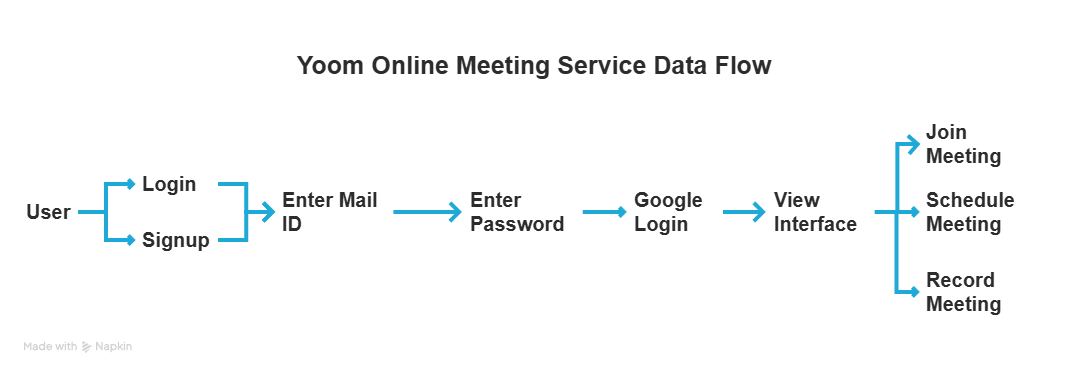 Yoom Online Meeting Service Data Flow
User
Login
Signup
Enter Mail
ID
Enter
Password
Google
Login
View
Interface
Join
Meeting
Schedule
Meeting
Record
Meeting
Made with Napkin